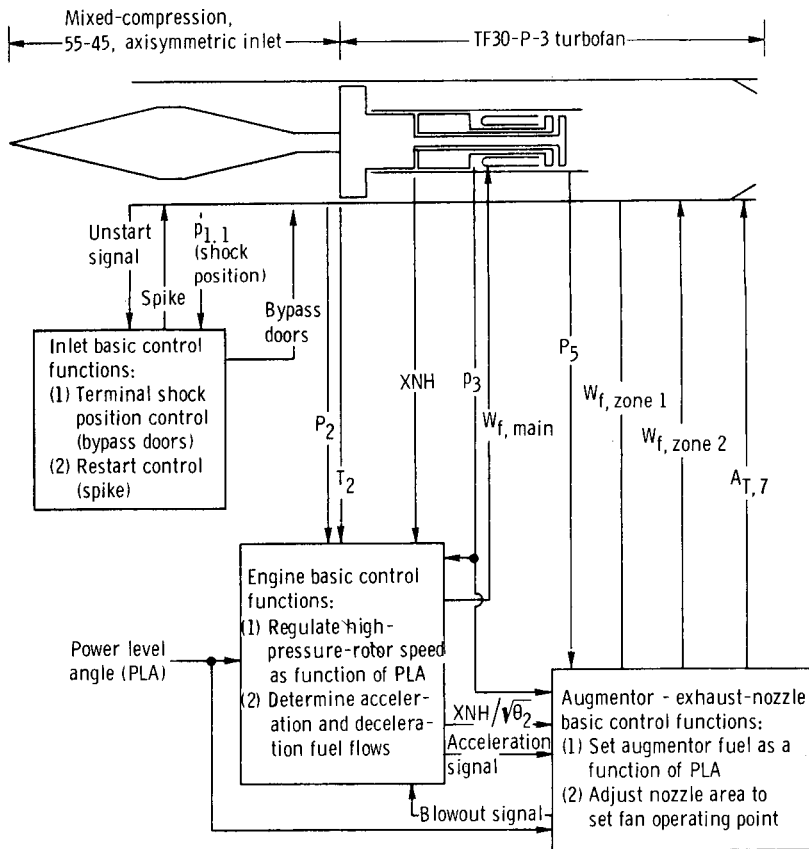 Mixed-compression,
55-45, axisymmetric inlet
TF30-P-3 turbofan
Unstart
signal
Spike
p1.1
(shock
position)
Bypass
doors
Inlet basic control
functions:
(1) Terminal shock
position control
(bypass doors)
(2) Restart control
(spike)
P2
T2
XNH
p3
Wf, main
P5
Wf, zone 1
Wf, zone 2
AT, 7
Engine basic control
functions:
(1) Regulate high-
pressure-rotor speed
as function of PLA
(2) Determine acceler-
ation and decelera-
tion fuel flows
Power level
angle (PLA)
XNH/√θ2
Acceleration
signal
Blowout signal
Augmentor - exhaust-nozzle
basic control functions:
(1) Set augmentor fuel as a
function of PLA
(2) Adjust nozzle area to
set fan operating point